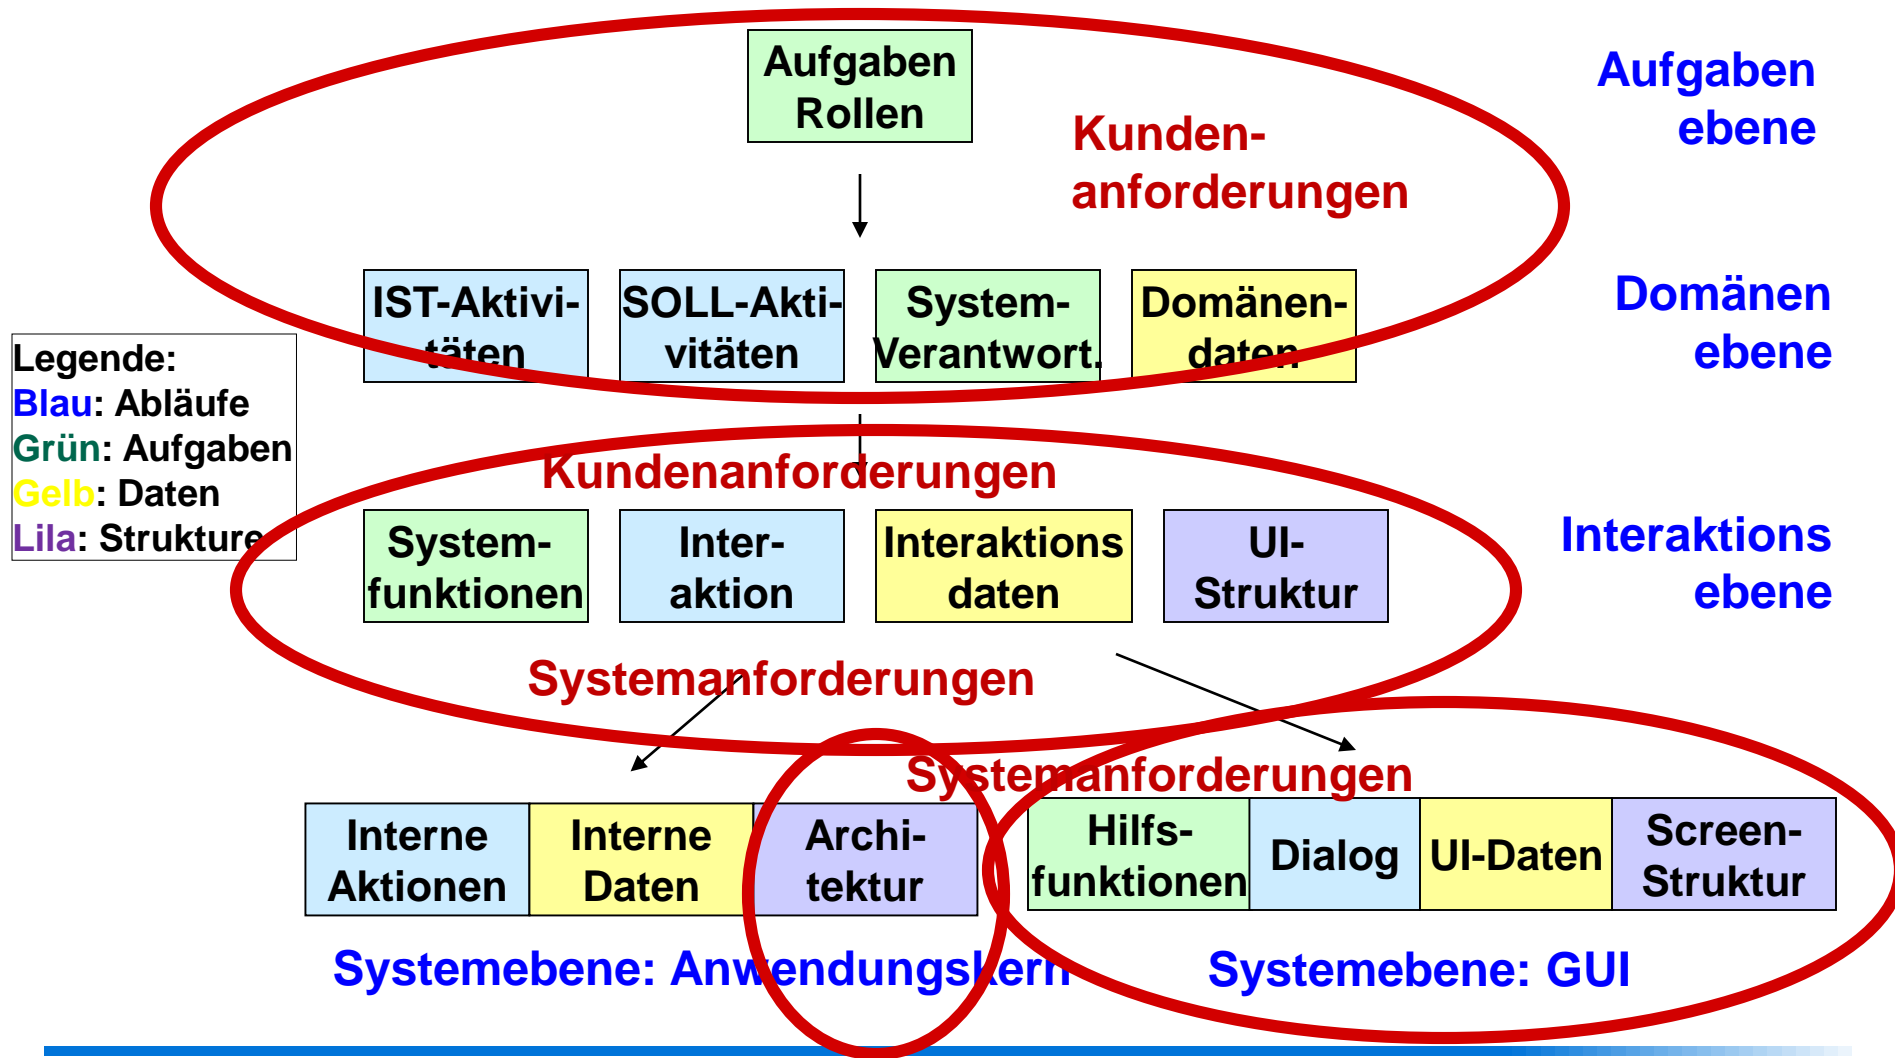 Aufgaben
Rollen
Aufgaben
ebene
Kunden-
anforderungen
IST-Aktivi-
täten
SOLL-Akti-
vitäten
System-
Verantwort.
Domänen-
daten
Domänen
ebene
Legende:
Blau: Abläufe
Grün: Aufgaben
Gelb: Daten
Lila: Strukture
Kundenanforderungen
System-
funktionen
Inter-
aktion
Interaktions
daten
UI-
Struktur
Interaktions
ebene
Systemanforderungen
Systemanforderungen
Interne
Aktionen
Interne
Daten
Archi-
tektur
Hilfs-
funktionen
Dialog
UI-Daten
Screen-
Struktur
Systemebene: Anwendungskern
Systemebene: GUI